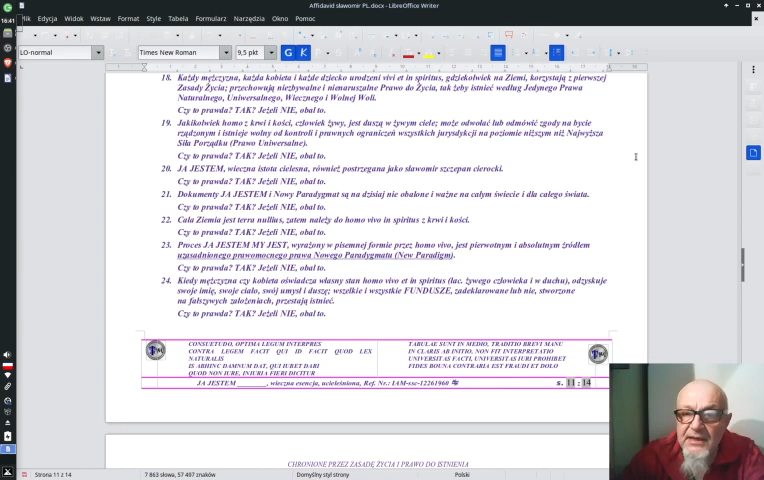 Affidavid sławomir PL.docx - LibreOffice Writer
16:41
Plik Edycja Widok Wstaw Format Style Tabela Formularz Narzędzia Okno Pomoc
LO-normal Times New Roman 9,5 pkt G K
18. Każdy mężczyzna, każda kobieta i każde dziecko urodzeni vivi et in spiritus, gdziekolwiek na Ziemi, korzystają z pierwszej
Zasady Życia; przechowują niezbywalne i nienaruszalne Prawo do Życia, tak żeby istnieć według Jedynego Prawa
Naturalnego, Uniwersalnego, Wiecznego i Wolnej Woli.
Czy to prawda? TAK? Jeżeli NIE, obal to.
19. Jakikolwiek homo z krwi i kości, człowiek żywy, jest duszą w żywym ciele; może odwołać lub odmówić zgody na bycie
rządzonym i istnieje wolny od kontroli i prawnych ograniczeń wszystkich jurysdykcji na poziomie niższym niż Najwyższa
Siła Porządku (Prawo Uniwersalne).
Czy to prawda? TAK? Jeżeli NIE, obal to.
20. JA JESTEM, wieczna istota cielesna, również postrzegana jako sławomir szczepan cierocki.
Czy to prawda? TAK? Jeżeli NIE, obal to.
21. Dokumenty JA JESTEM i Nowy Paradygmat są na dzisiaj nie obalone i ważne na całym świecie i dla całego świata.
Czy to prawda? TAK? Jeżeli NIE, obal to.
22. Cała Ziemia jest terra nullius, zatem należy do homo vivo in spiritus z krwi i kości.
Czy to prawda? TAK? Jeżeli NIE, obal to.
23. Proces JA JESTEM MY JEST, wyrażony w pisemnej formie przez homo vivo, jest pierwotnym i absolutnym źródłem
uzasadnionego prawomocnego prawa Nowego Paradygmatu (New Paradigm).
Czy to prawda? TAK? Jeżeli NIE, obal to.
24. Kiedy mężczyzna czy kobieta oświadcza własny stan homo vivo et in spiritus (łac. żywego człowieka i w duchu), odzyskuje
swoje imię, swoje ciało, swój umysł i duszę; wszelkie i wszystkie FUNDUSZE, zadeklarowane lub nie, stworzone
na fałszywych założeniach, przestają istnieć.
Czy to prawda? TAK? Jeżeli NIE, obal to.
CONSUETUDO, OPTIMA LEGUM INTERPRES
CONTRA LEGEM FACIT QUI ID FACIT QUOD LEX
NATURALIS
IS ABHINC DAMNUM DAT, QUI IUBET DARI
QUOD NON IURE, INJURIA FIERI DICITUR
TABULAE SUNT IN MEDIO, TRADITIO BREVI MANU
IN CLARIS AB INITIO, NON FIT INTERPRETATIO
UNIVERSITAS FACTI, UNIVERSITAS IURI PROHIBET
FIDES BOUNA CONTRARIA EST FRAUDI ET DOLO
JA JESTEM ________, wieczna esencja, ucieleśniona, Ref. Nr.: IAM-ssc-12261960
s. 11 : 14
CHRONIONE PRZEZ ZASADĘ ŻYCIA I PRAWO DO ISTNIENIA
Strona 11 z 14 7 863 słowa, 57 497 znaków Domyślny styl strony Polski